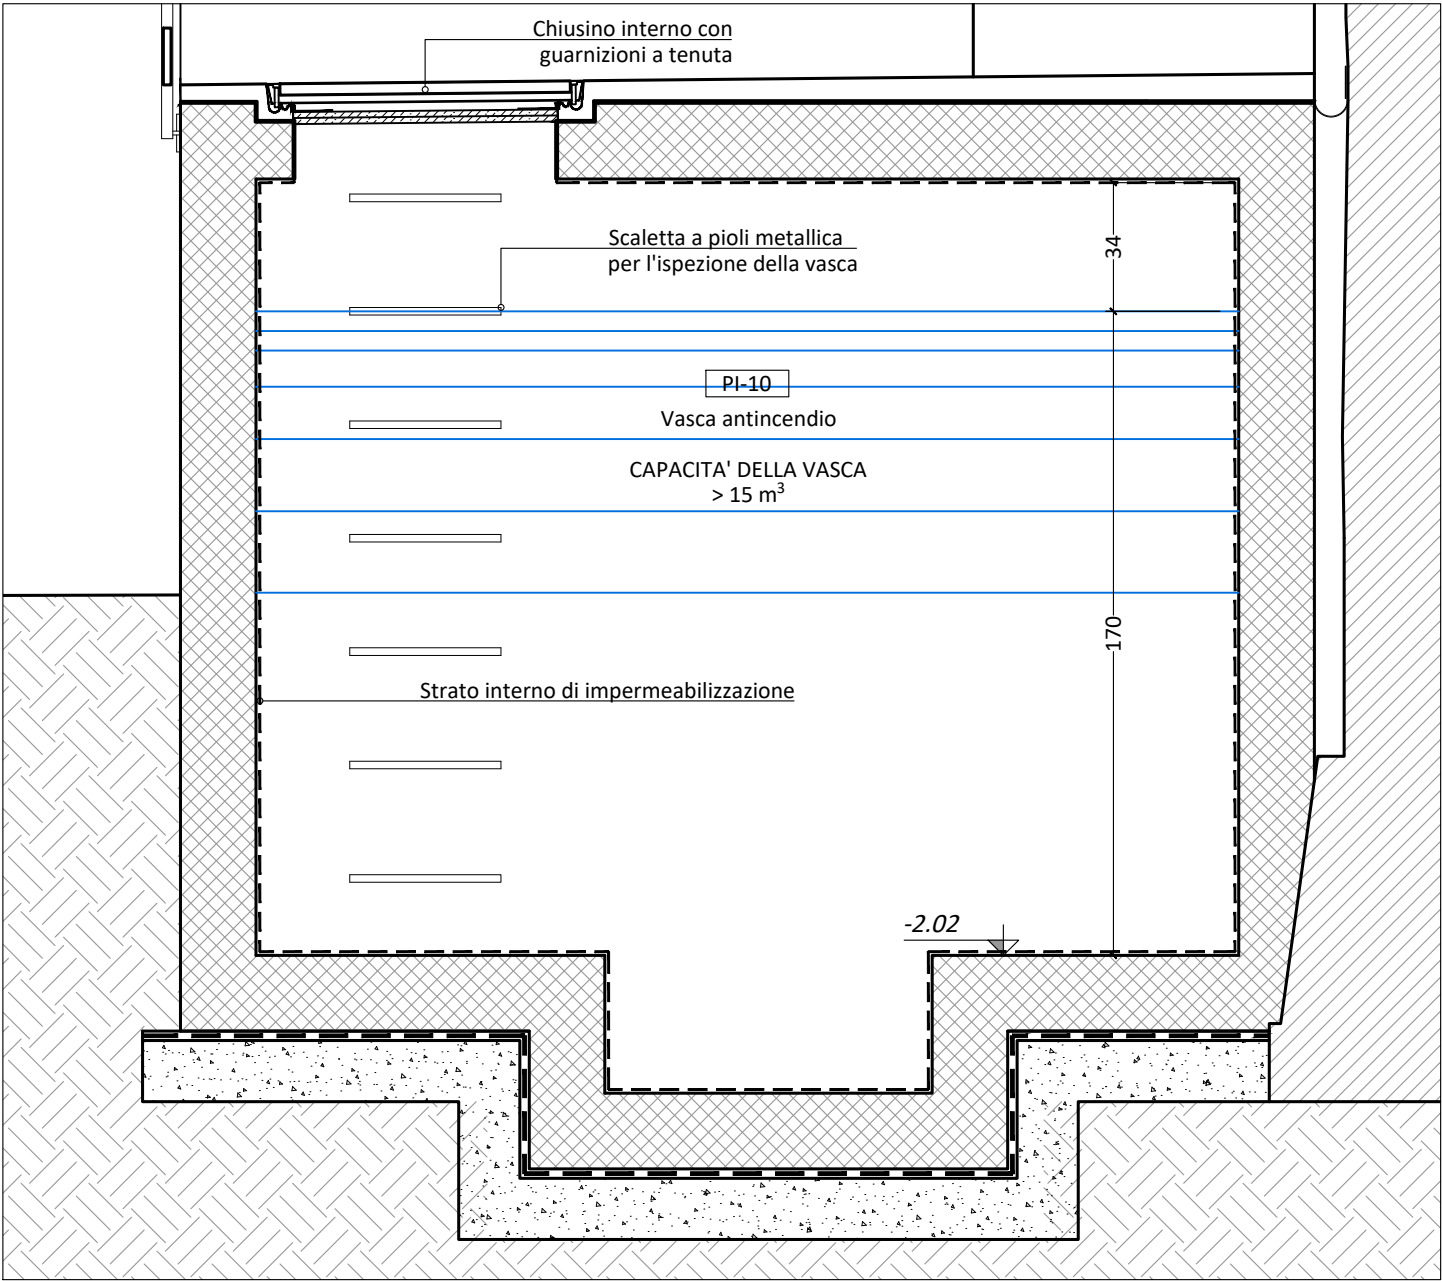 Chiusino interno con
guarnizioni a tenuta
Scaletta a pioli metallica
per l'ispezione della vasca
34
PI-10
Vasca antincendio
CAPACITA' DELLA VASCA
> 15 m³
170
Strato interno di impermeabilizzazione
-2.02